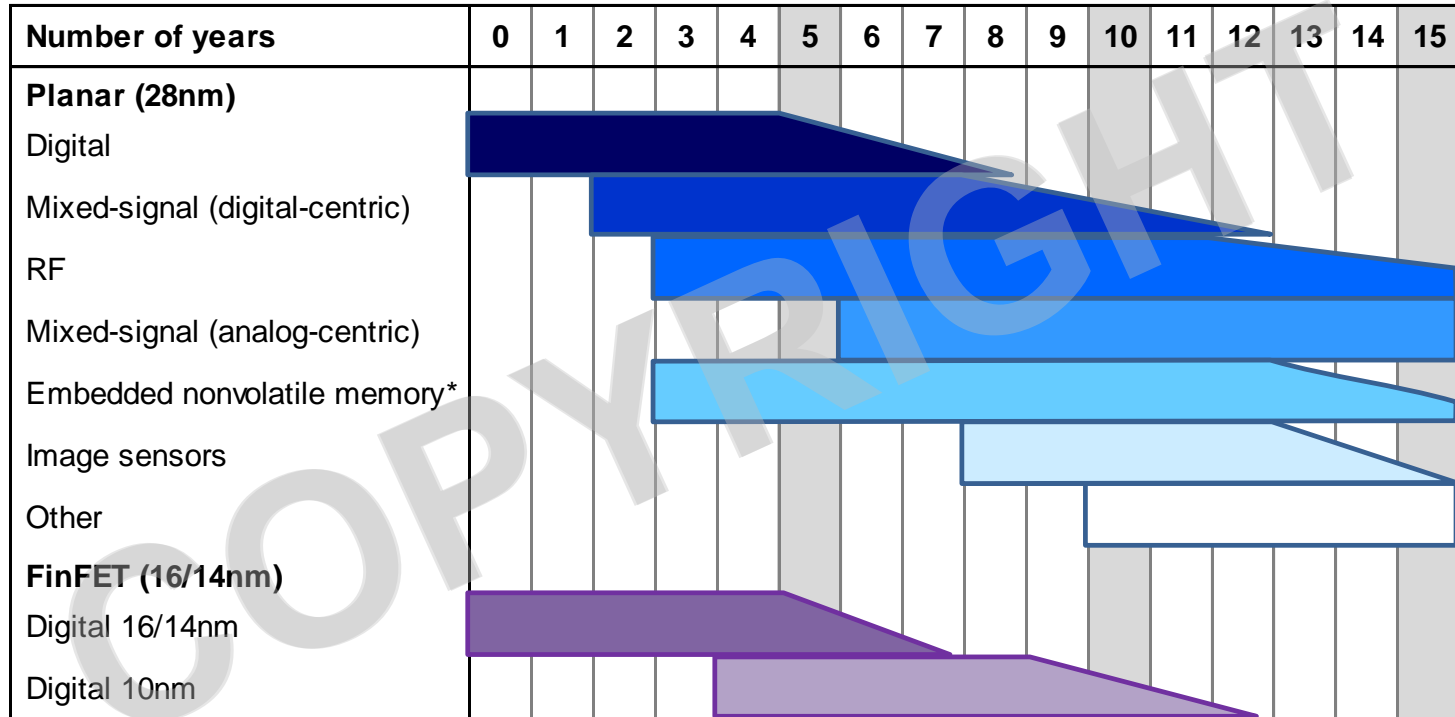 Number of years 0 1 2 3 4 5 6 7 8 9 10 11 12 13 14 15
Planar (28nm)
Digital
Mixed-signal (digital-centric)
RF
Mixed-signal (analog-centric)
Embedded nonvolatile memory*
Image sensors
Other
FinFET (16/14nm)
Digital 16/14nm
Digital 10nm
COPYRIGHT